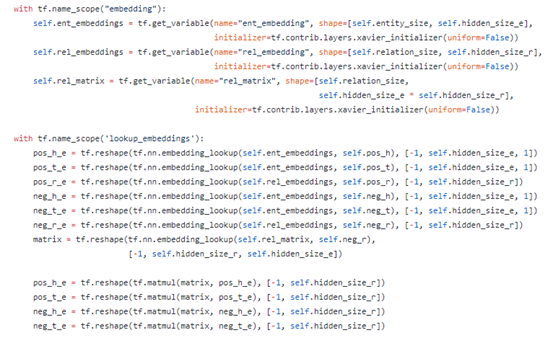 with tf.name_scope("embedding"):
self.ent_embeddings = tf.get_variable(name="ent_embedding", shape=[self.entity_size, self.hidden_size_e],
initializer=tf.contrib.layers.xavier_initializer(uniform=False))
self.rel_embeddings = tf.get_variable(name="rel_embedding", shape=[self.relation_size, self.hidden_size_r],
initializer=tf.contrib.layers.xavier_initializer(uniform=False))
self.rel_matrix = tf.get_variable(name="rel_matrix", shape=[self.relation_size,
self.hidden_size_e * self.hidden_size_r],
initializer=tf.contrib.layers.xavier_initializer(uniform=False))
with tf.name_scope('lookup_embeddings'):
pos_h_e = tf.reshape(tf.nn.embedding_lookup(self.ent_embeddings, self.pos_h), [-1, self.hidden_size_e, 1])
pos_t_e = tf.reshape(tf.nn.embedding_lookup(self.ent_embeddings, self.pos_t), [-1, self.hidden_size_e, 1])
pos_r_e = tf.reshape(tf.nn.embedding_lookup(self.rel_embeddings, self.pos_r), [-1, self.hidden_size_r])
neg_h_e = tf.reshape(tf.nn.embedding_lookup(self.ent_embeddings, self.neg_h), [-1, self.hidden_size_e, 1])
neg_t_e = tf.reshape(tf.nn.embedding_lookup(self.ent_embeddings, self.neg_t), [-1, self.hidden_size_e, 1])
neg_r_e = tf.reshape(tf.nn.embedding_lookup(self.rel_embeddings, self.neg_r), [-1, self.hidden_size_r])
matrix = tf.reshape(tf.nn.embedding_lookup(self.rel_matrix, self.neg_r),
[-1, self.hidden_size_r, self.hidden_size_e])
pos_h_e = tf.reshape(tf.matmul(matrix, pos_h_e), [-1, self.hidden_size_r])
pos_t_e = tf.reshape(tf.matmul(matrix, pos_t_e), [-1, self.hidden_size_r])
neg_h_e = tf.reshape(tf.matmul(matrix, neg_h_e), [-1, self.hidden_size_r])
neg_t_e = tf.reshape(tf.matmul(matrix, neg_t_e), [-1, self.hidden_size_r])